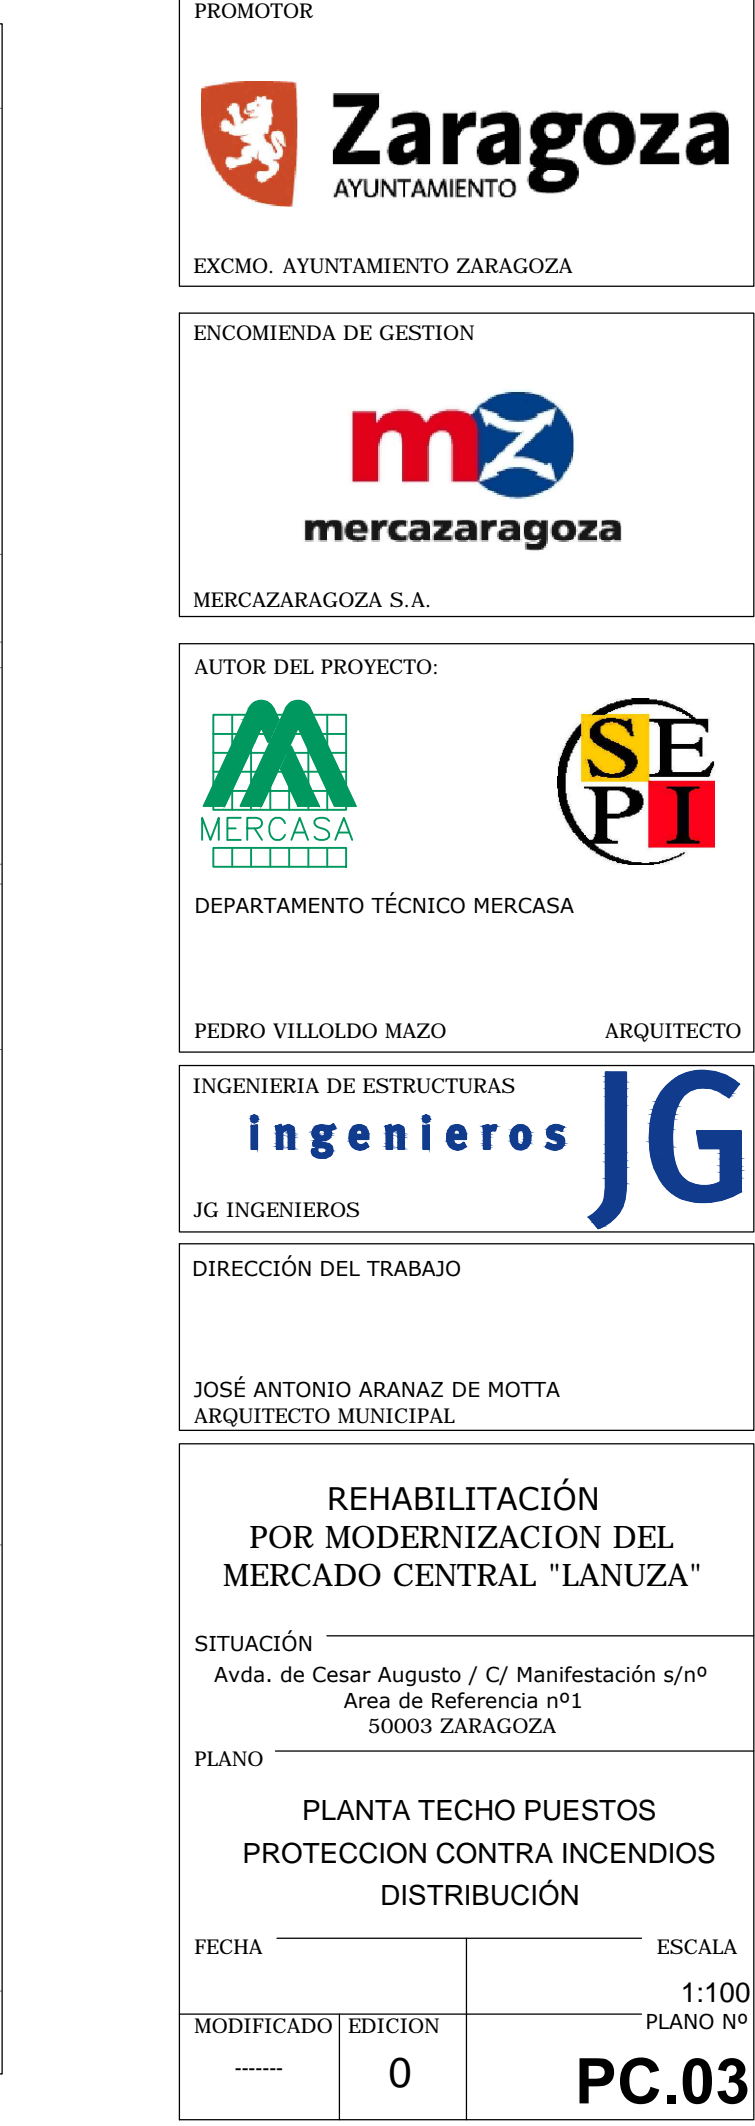 PROMOTOR
Zaragoza
AYUNTAMIENTO
EXCMO. AYUNTAMIENTO ZARAGOZA
ENCOMIENDA DE GESTION
mz
mercazaragoza
MERCAZARAGOZA S.A.
AUTOR DEL PROYECTO:
MERCASA
SE
PI
DEPARTAMENTO TÉCNICO MERCASA
PEDRO VILLOLDO MAZO ARQUITECTO
INGENIERIA DE ESTRUCTURAS
ingenieros JG
JG INGENIEROS
DIRECCIÓN DEL TRABAJO
JOSÉ ANTONIO ARANAZ DE MOTTA
ARQUITECTO MUNICIPAL
REHABILITACIÓN
POR MODERNIZACION DEL
MERCADO CENTRAL "LANUZA"
SITUACIÓN
Avda. de Cesar Augusto / C/ Manifestación s/nº
Area de Referencia nº1
50003 ZARAGOZA
PLANO
PLANTA TECHO PUESTOS
PROTECCION CONTRA INCENDIOS
DISTRIBUCIÓN
FECHA ESCALA
1:100
MODIFICADO EDICION PLANO Nº
------- 0 PC.03